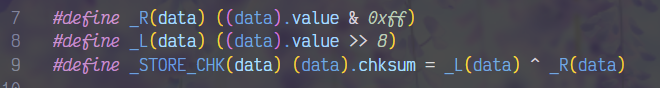 7 #define _R(data) ((data).value & 0xff)
8 #define _L(data) ((data).value >> 8)
9 #define _STORE_CHK(data) (data).chksum = _L(data) ^ _R(data)